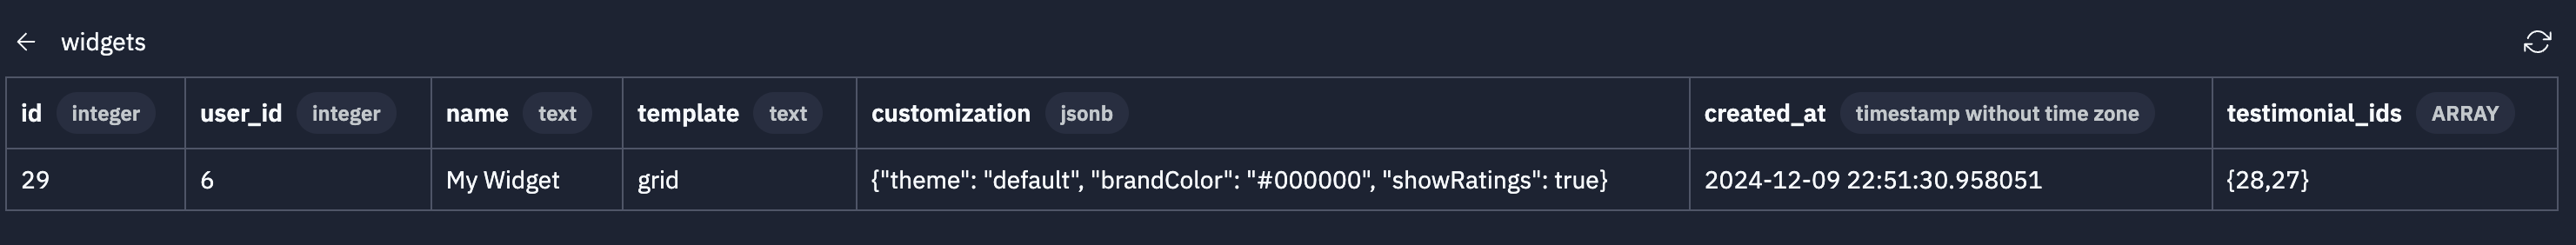 widgets
id integer user_id integer name text template text customization jsonb created_at timestamp without time zone testimonial_ids ARRAY
29 6 My Widget grid {"theme": "default", "brandColor": "#000000", "showRatings": true} 2024-12-09 22:51:30.958051 {28,27}